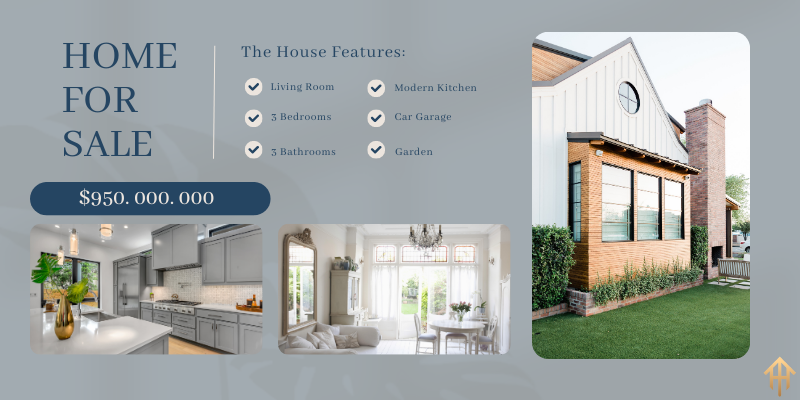 HOME
FOR
SALE
The House Features:
Living Room
Modern Kitchen
3 Bedrooms
Car Garage
3 Bathrooms
Garden
$950. 000. 000